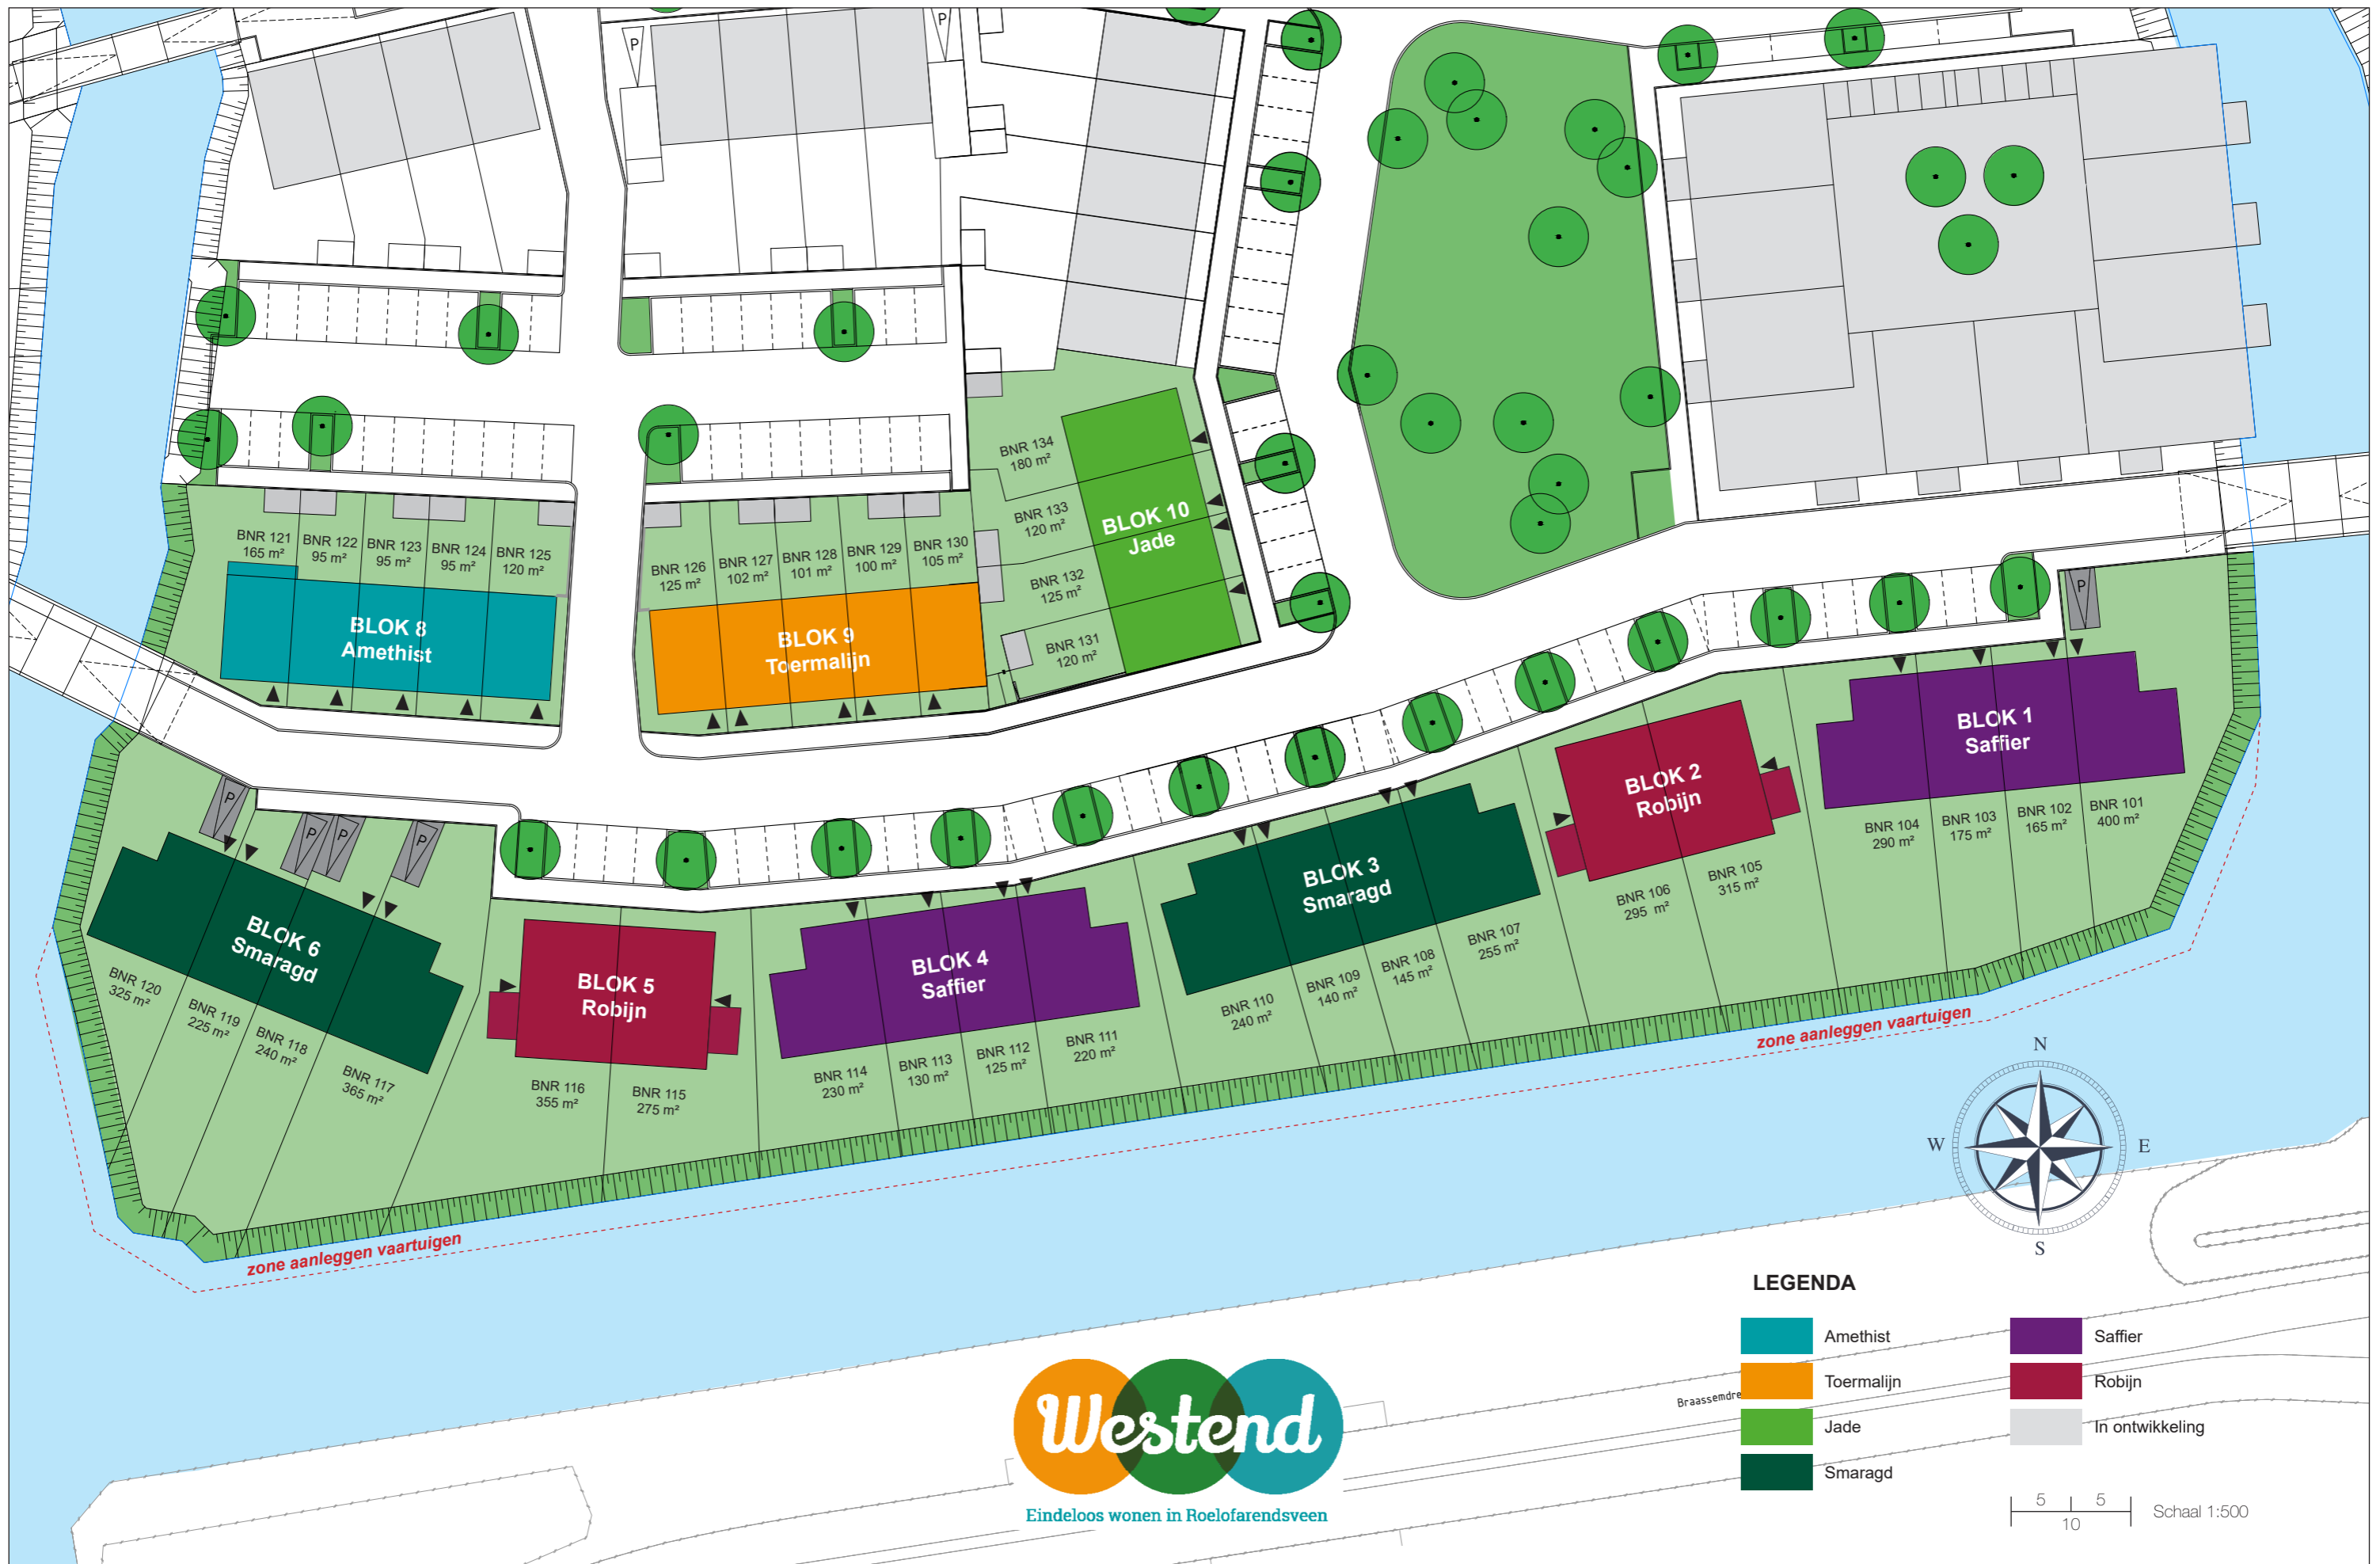 P
P
BNR 134
180 m²
BNR 133
120 m²
BNR 132
125 m²
BNR 131
120 m²
BLOK 10
Jade
BNR 121
165 m²
BNR 122
95 m²
BNR 123
95 m²
BNR 124
95 m²
BNR 125
120 m²
BLOK 8
Amethist
BNR 126
125 m²
BNR 127
102 m²
BNR 128
101 m²
BNR 129
100 m²
BNR 130
105 m²
BLOK 9
Toermalijn
P
BLOK 1
Saffier
BNR 104
290 m²
BNR 103
175 m²
BNR 102
165 m²
BNR 101
400 m²
BLOK 2
Robijn
BNR 106
295 m²
BNR 105
315 m²
BLOK 3
Smaragd
BNR 110
240 m²
BNR 109
140 m²
BNR 108
145 m²
BNR 107
255 m²
BLOK 4
Saffier
BNR 114
230 m²
BNR 113
130 m²
BNR 112
125 m²
BNR 111
220 m²
BLOK 5
Robijn
BNR 116
355 m²
BNR 115
275 m²
P
P
P
P
BLOK 6
Smaragd
BNR 120
325 m²
BNR 119
225 m²
BNR 118
240 m²
BNR 117
365 m²
zone aanleggen vaartuigen
zone aanleggen vaartuigen
N
W
E
S
LEGENDA
Amethist
Toermalijn
Jade
Smaragd
Saffier
Robijn
In ontwikkeling
Braassemdre
Westend
Eindeloos wonen in Roelofarendsveen
5 5
10
Schaal 1:500